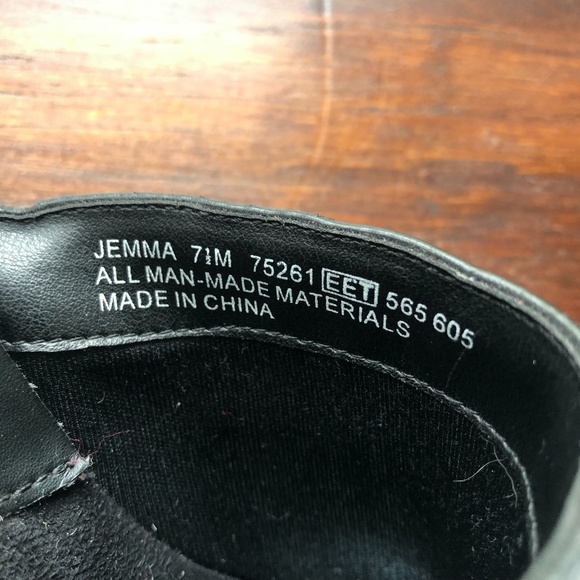 JEMMA 7½M 75261 EET 565 605
ALL MAN-MADE MATERIALS
MADE IN CHINA